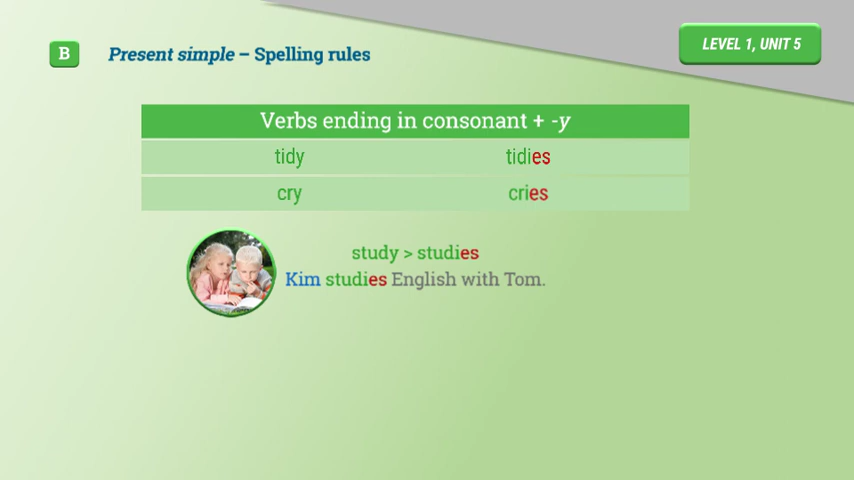 B
Present simple – Spelling rules
LEVEL 1, UNIT 5
Verbs ending in consonant + -y
tidy tidies
cry cries
study > studies
Kim studies English with Tom.